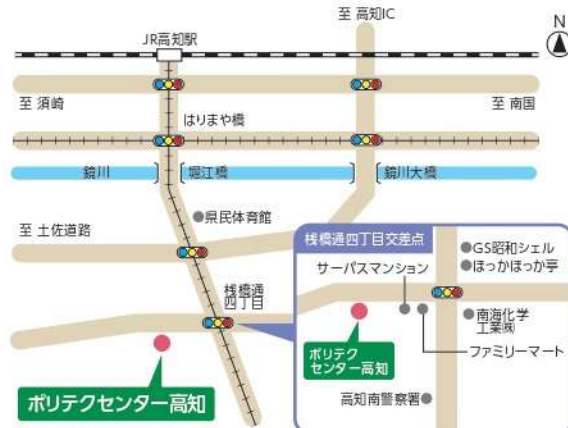 至 高知IC
N
JR高知駅
至 須崎
至 南国
はりまや橋
鏡川
堀江橋
鏡川大橋
県民体育館
至 土佐道路
桟橋通四丁目交差点
GS昭和シェル
ほっかほっか亭
サーパスマンション
桟橋通
四丁目
南海化学
工業㈱
ポリテク
センター高知
ファミリーマート
ポリテクセンター高知
高知南警察署